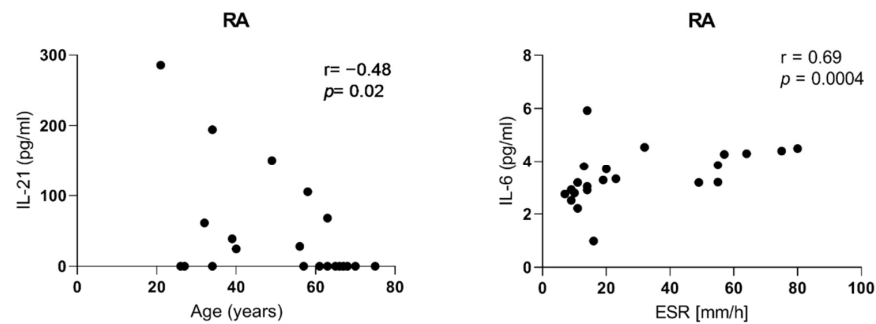 RA
r= −0.48
p= 0.02
300
200
100
0
IL-21 (pg/ml)
0 20 40 60 80
Age (years)
RA
r = 0.69
p = 0.0004
8
6
4
2
0
IL-6 (pg/ml)
0 20 40 60 80 100
ESR [mm/h]